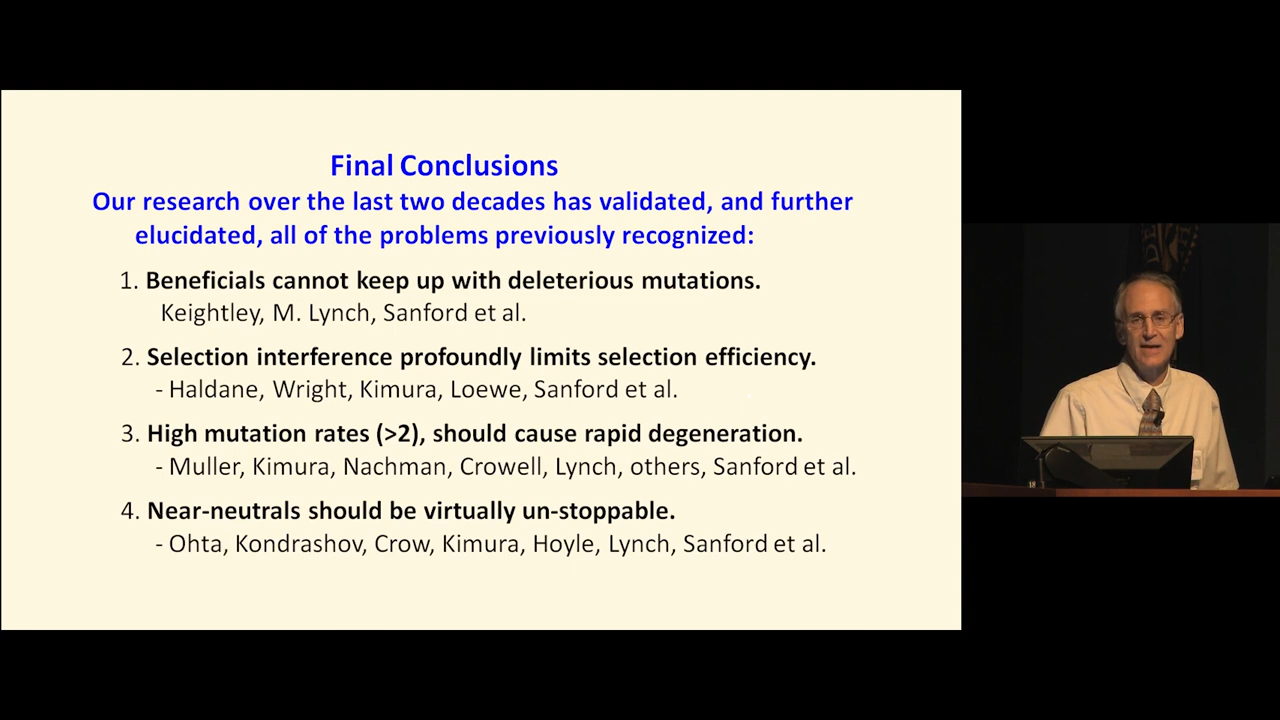 Final Conclusions
Our research over the last two decades has validated, and further
elucidated, all of the problems previously recognized:
1. Beneficials cannot keep up with deleterious mutations.
Keightley, M. Lynch, Sanford et al.
2. Selection interference profoundly limits selection efficiency.
- Haldane, Wright, Kimura, Loewe, Sanford et al.
3. High mutation rates (>2), should cause rapid degeneration.
- Muller, Kimura, Nachman, Crowell, Lynch, others, Sanford et al.
4. Near-neutrals should be virtually un-stoppable.
- Ohta, Kondrashov, Crow, Kimura, Hoyle, Lynch, Sanford et al.